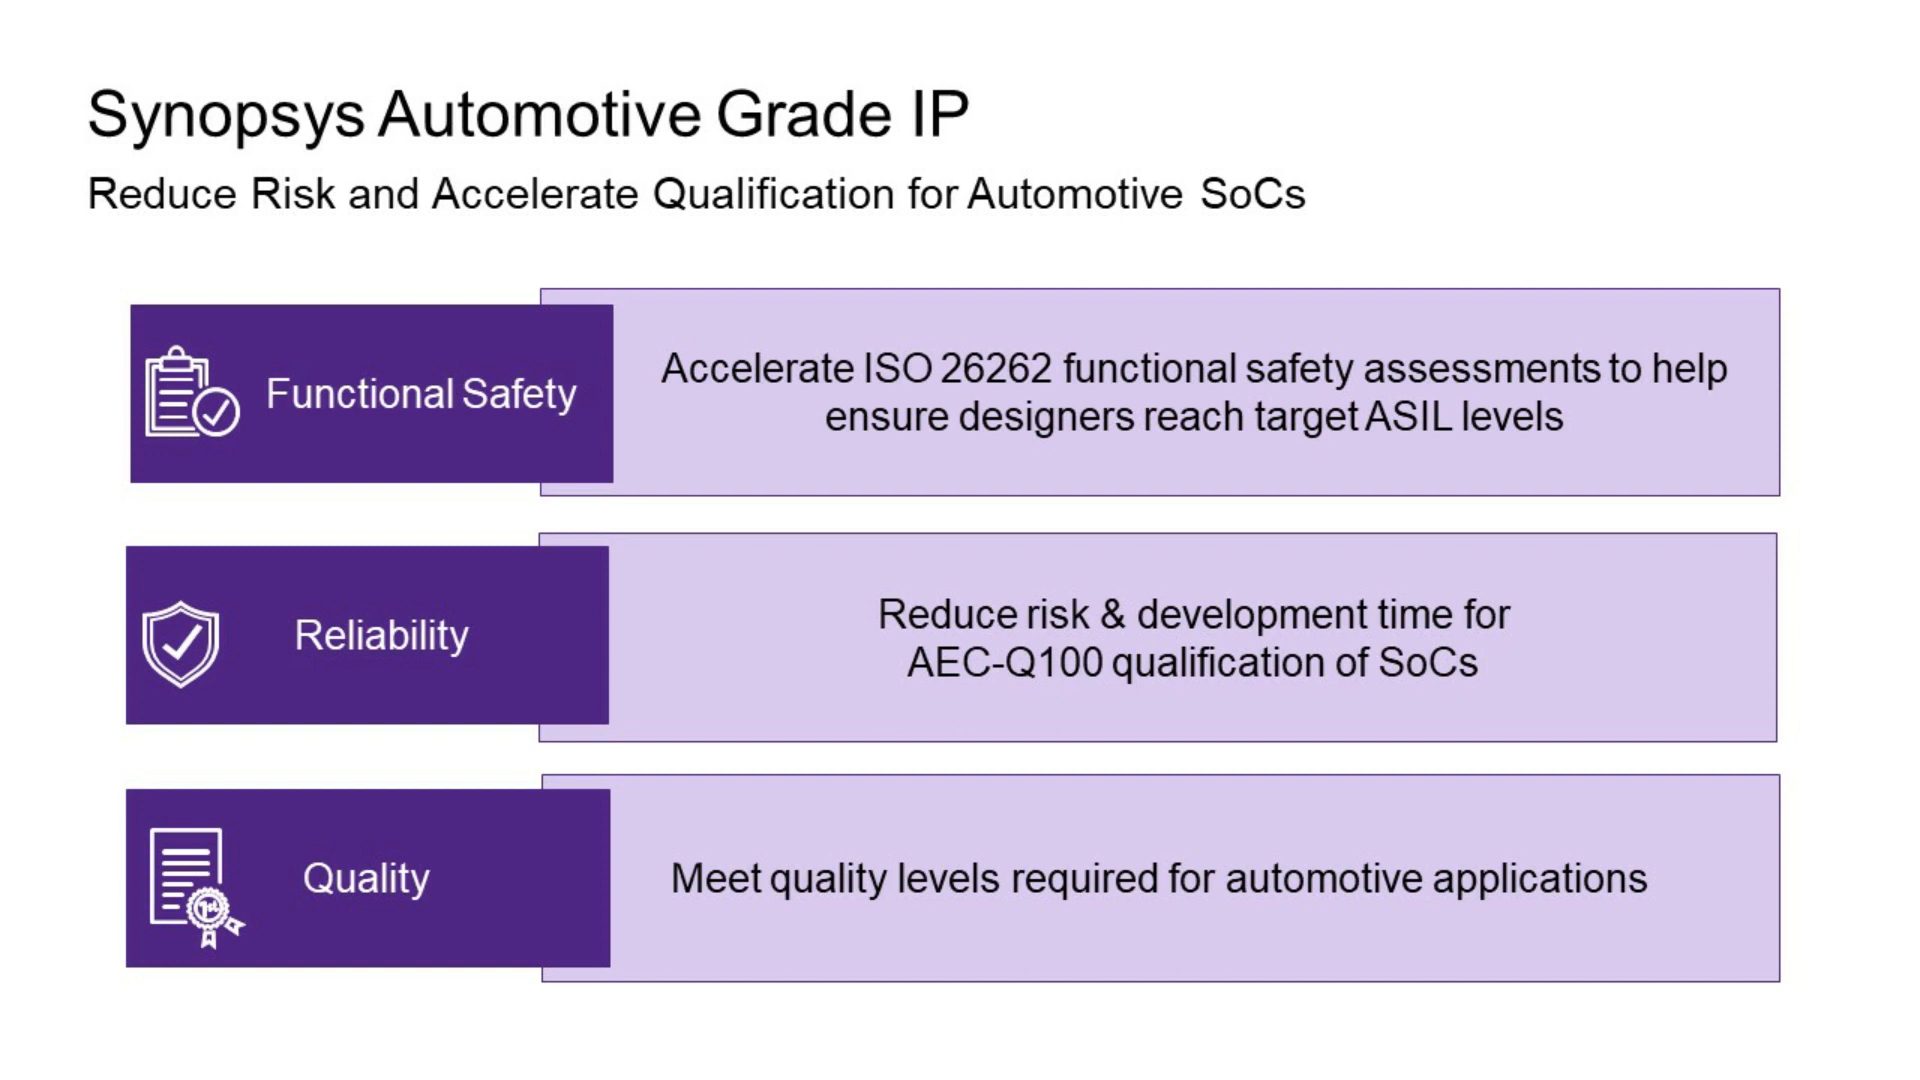 Synopsys Automotive Grade IP
Reduce Risk and Accelerate Qualification for Automotive SoCs
Functional Safety
Accelerate ISO 26262 functional safety assessments to help
ensure designers reach target ASIL levels
Reliability
Reduce risk & development time for
AEC-Q100 qualification of SoCs
Quality
1st
Meet quality levels required for automotive applications